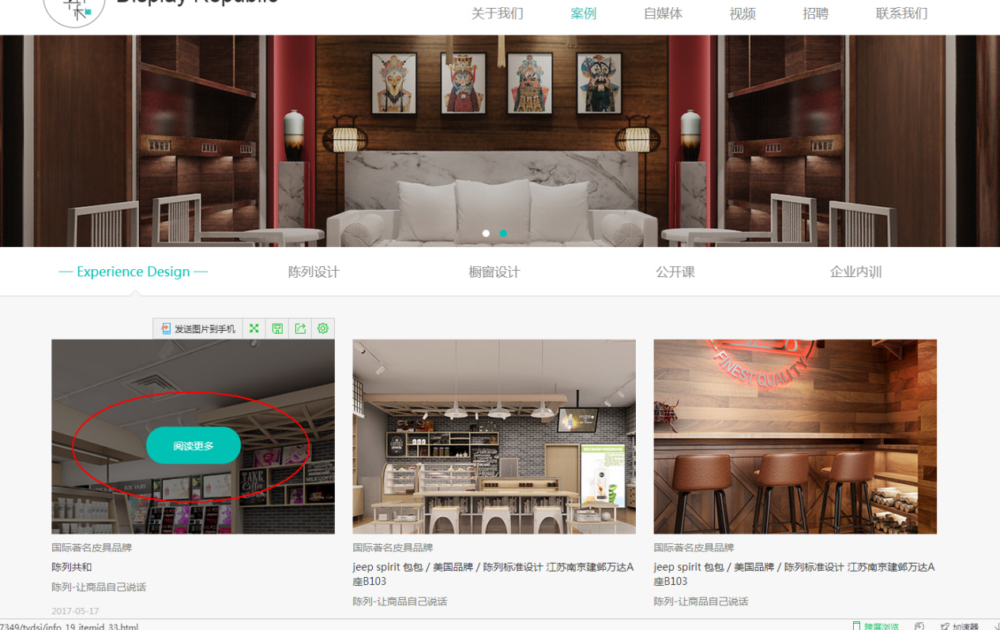 Display Republic
关于我们
案例
自媒体
视频
招聘
联系我们
— Experience Design —
陈列设计
橱窗设计
公开课
企业内训
发送图片到手机
阅读更多
TAKE
Coffee
FINEST QUALITY
国际著名皮具品牌
陈列共和
陈列-让商品自己说话
2017-05-17
国际著名皮具品牌
jeep spirit 包包 / 美国品牌 / 陈列标准设计 江苏南京建邺万达A
座B103
陈列-让商品自己说话
国际著名皮具品牌
jeep spirit 包包 / 美国品牌 / 陈列标准设计 江苏南京建邺万达A
座B103
陈列-让商品自己说话
7349/tydsj/info_19_itemid_33.html
跨屏浏览
加速器